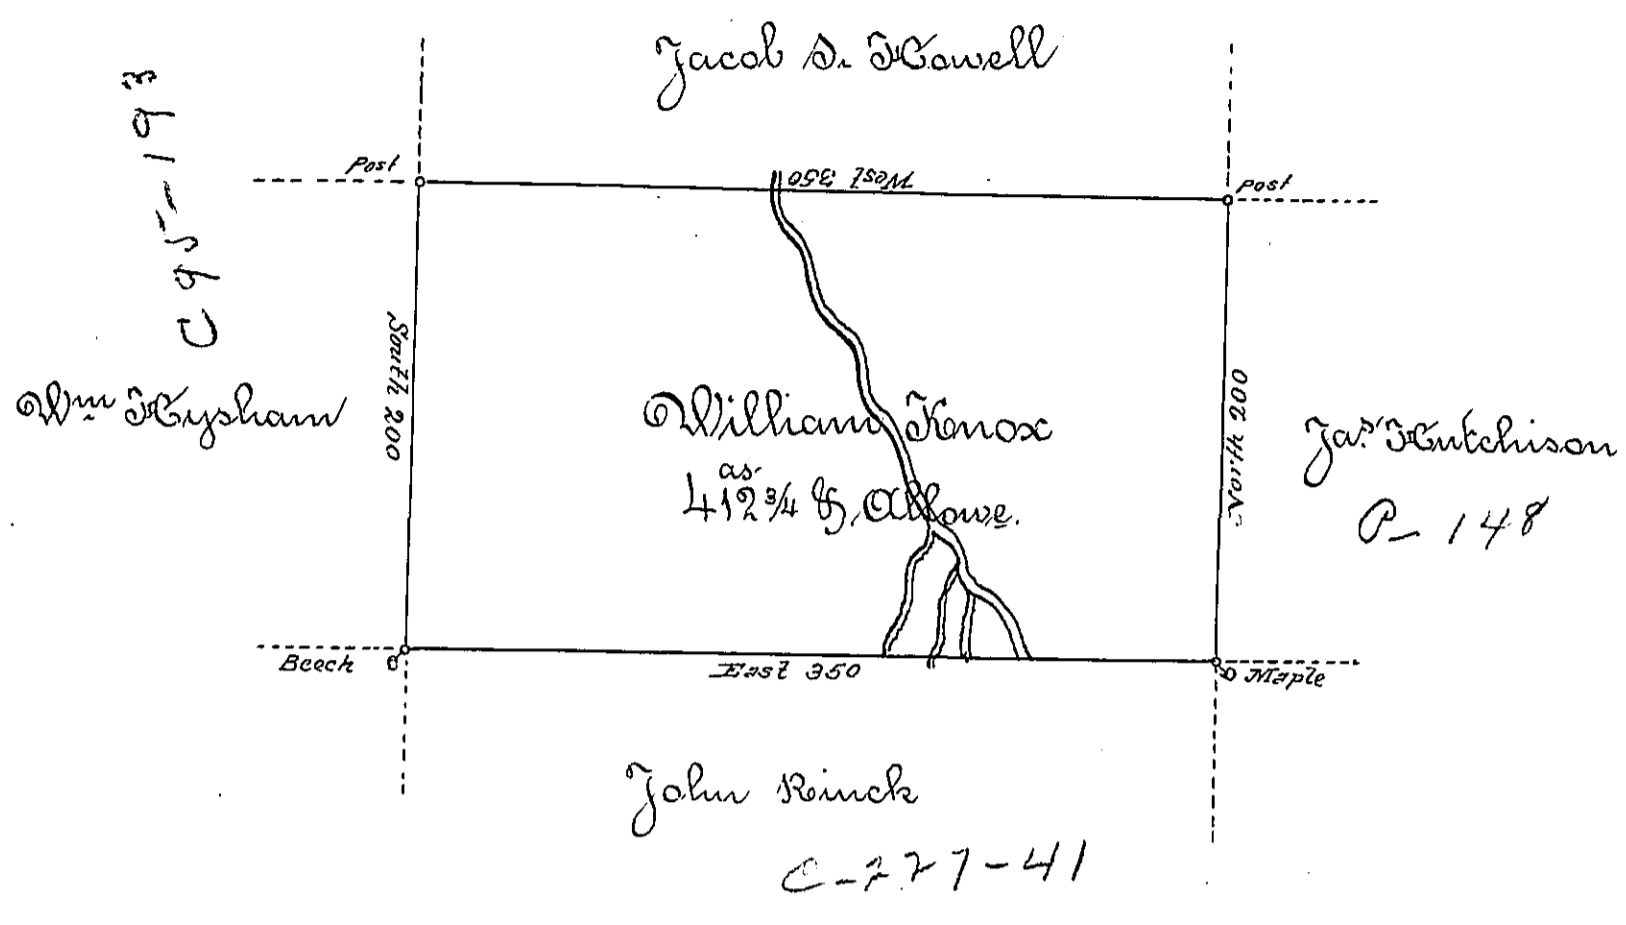 Jacob S. Howell
C 95-193
Post
West 350
Post
South 200
North 200
Wm Hysham
William Knox
Jas. Hutchison
as.
412 3/4 & Allowe.
P- 148
Beech
East 350
Maple
John Rinck
C-227-41